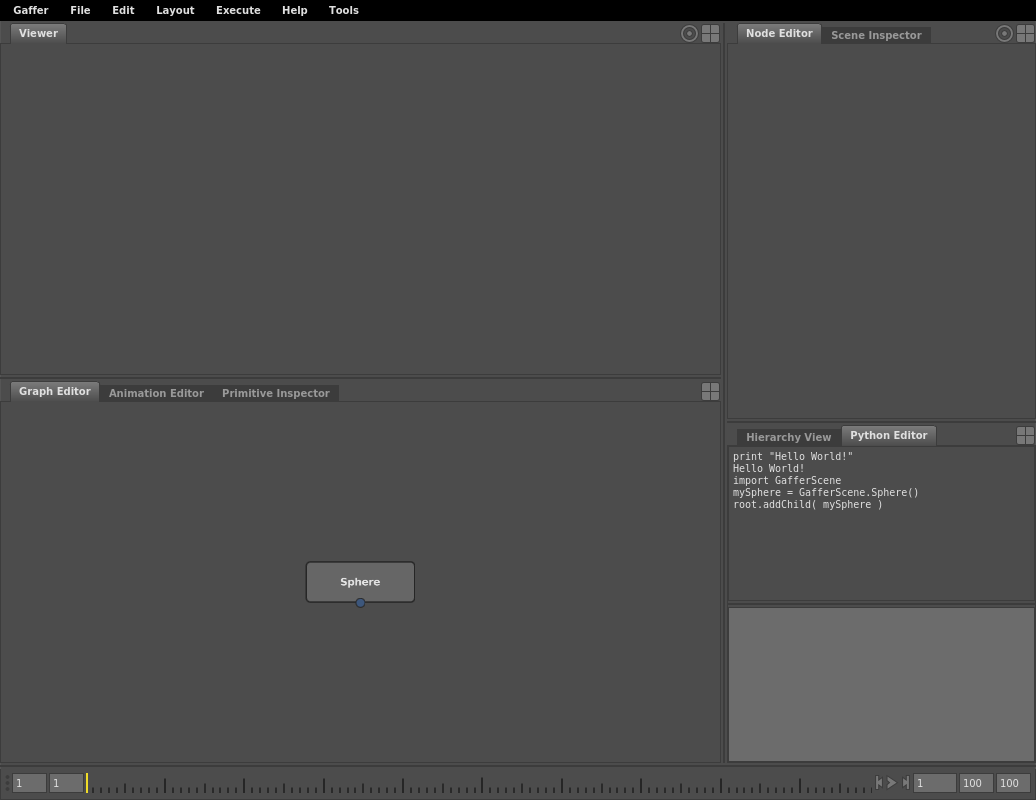 Gaffer File Edit Layout Execute Help Tools
Viewer
Node Editor Scene Inspector
Graph Editor Animation Editor Primitive Inspector
Sphere
Hierarchy View Python Editor
print "Hello World!"
Hello World!
import GafferScene
mySphere = GafferScene.Sphere()
root.addChild( mySphere )
1 1 1 100 100